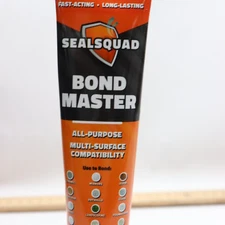 FAST-ACTING • LONG-LASTING
SEALSQUAD
BOND
MASTER
ALL-PURPOSE
MULTI-SURFACE
COMPATIBILITY
Use to Bond: